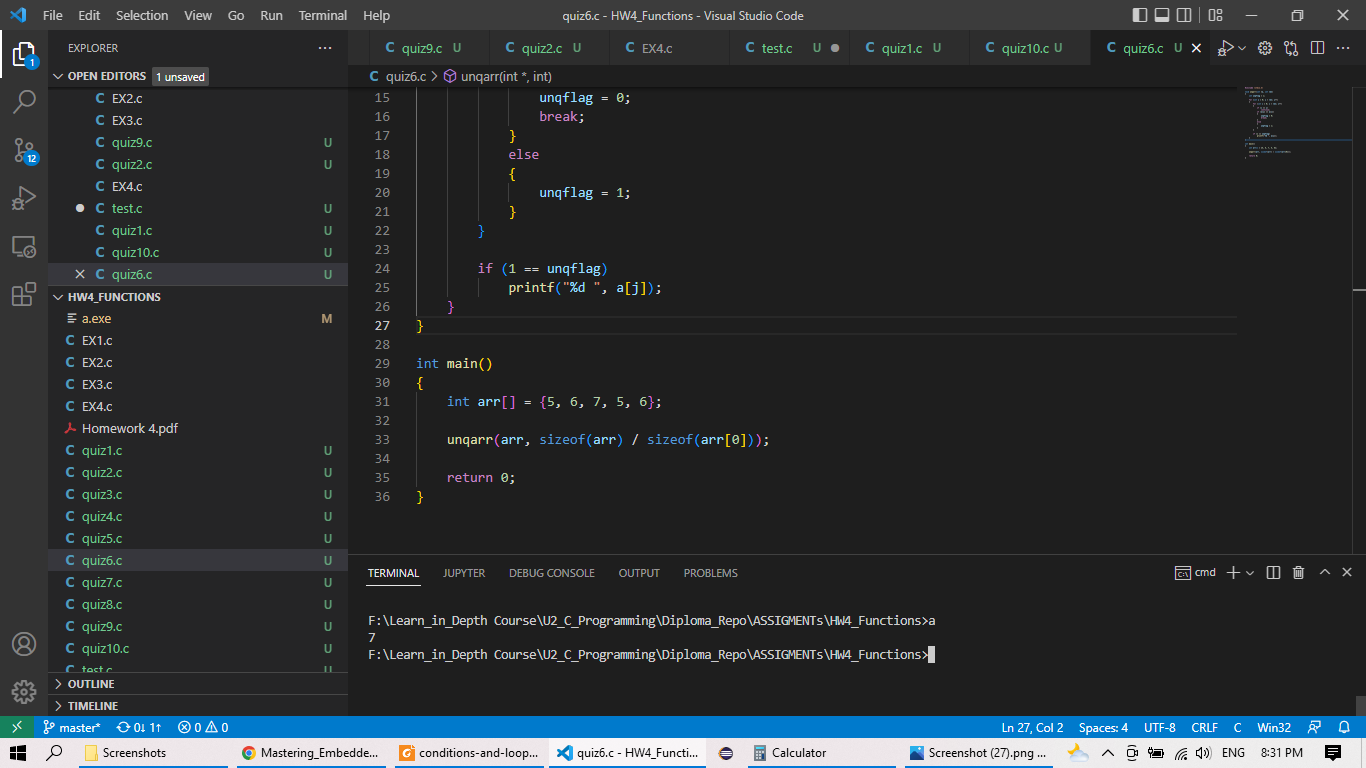 File Edit Selection View Go Run Terminal Help quiz6.c - HW4_Functions - Visual Studio Code
EXPLORER
OPEN EDITORS 1 unsaved
EX2.c
EX3.c
quiz9.c U
quiz2.c U
EX4.c
test.c U
quiz1.c U
quiz10.c U
quiz6.c U
HW4_FUNCTIONS
a.exe M
EX1.c
EX2.c
EX3.c
EX4.c
Homework 4.pdf
quiz1.c U
quiz2.c U
quiz3.c U
quiz4.c U
quiz5.c U
quiz6.c U
quiz7.c U
quiz8.c U
quiz9.c U
quiz10.c U
test.c U
OUTLINE
TIMELINE
1
12
quiz9.c U quiz2.c U EX4.c test.c U quiz1.c U quiz10.c U quiz6.c U
quiz6.c > unqarr(int *, int)
15 unqflag = 0;
16 break;
17 }
18 else
19 {
20 unqflag = 1;
21 }
22 }
23
24 if (1 == unqflag)
25 printf("%d ", a[j]);
26 }
27 }
28
29 int main()
30 {
31 int arr[] = {5, 6, 7, 5, 6};
32
33 unqarr(arr, sizeof(arr) / sizeof(arr[0]));
34
35 return 0;
36 }
TERMINAL JUPYTER DEBUG CONSOLE OUTPUT PROBLEMS cmd
F:\Learn_in_Depth Course\U2_C_Programming\Diploma_Repo\ASSIGMENTs\HW4_Functions>a
7
F:\Learn_in_Depth Course\U2_C_Programming\Diploma_Repo\ASSIGMENTs\HW4_Functions>
master* 0↓ 1↑ 0 0 Ln 27, Col 2 Spaces: 4 UTF-8 CRLF C Win32
Screenshots Mastering_Embedde... conditions-and-loop... quiz6.c - HW4_Functi... Calculator Screenshot (27).png ... ENG 8:31 PM